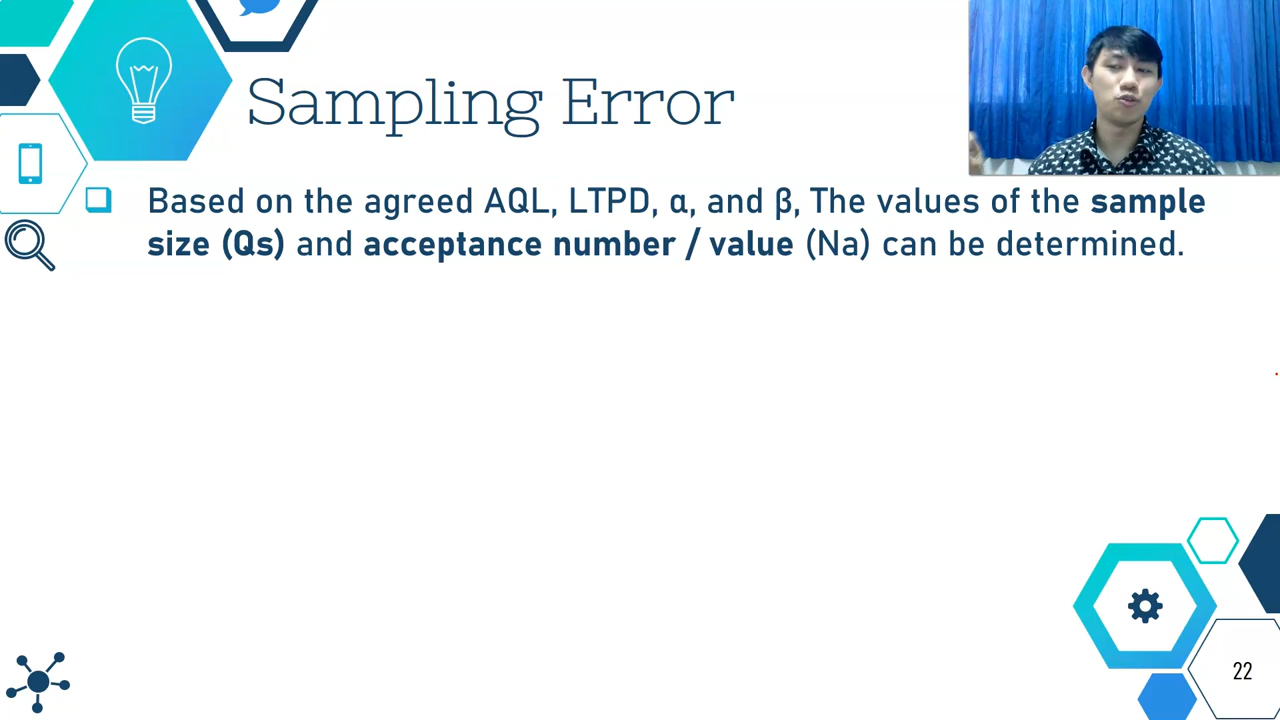 Sampling Error
Based on the agreed AQL, LTPD, α, and β, The values of the sample
size (Qs) and acceptance number / value (Na) can be determined.
22